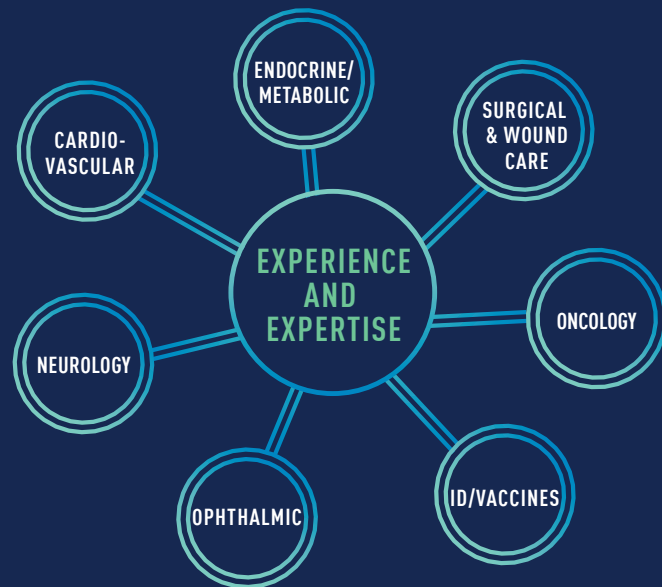 ENDOCRINE/
METABOLIC
SURGICAL
& WOUND
CARE
CARDIO-
VASCULAR
EXPERIENCE
AND
EXPERTISE
ONCOLOGY
NEUROLOGY
ID/VACCINES
OPHTHALMIC